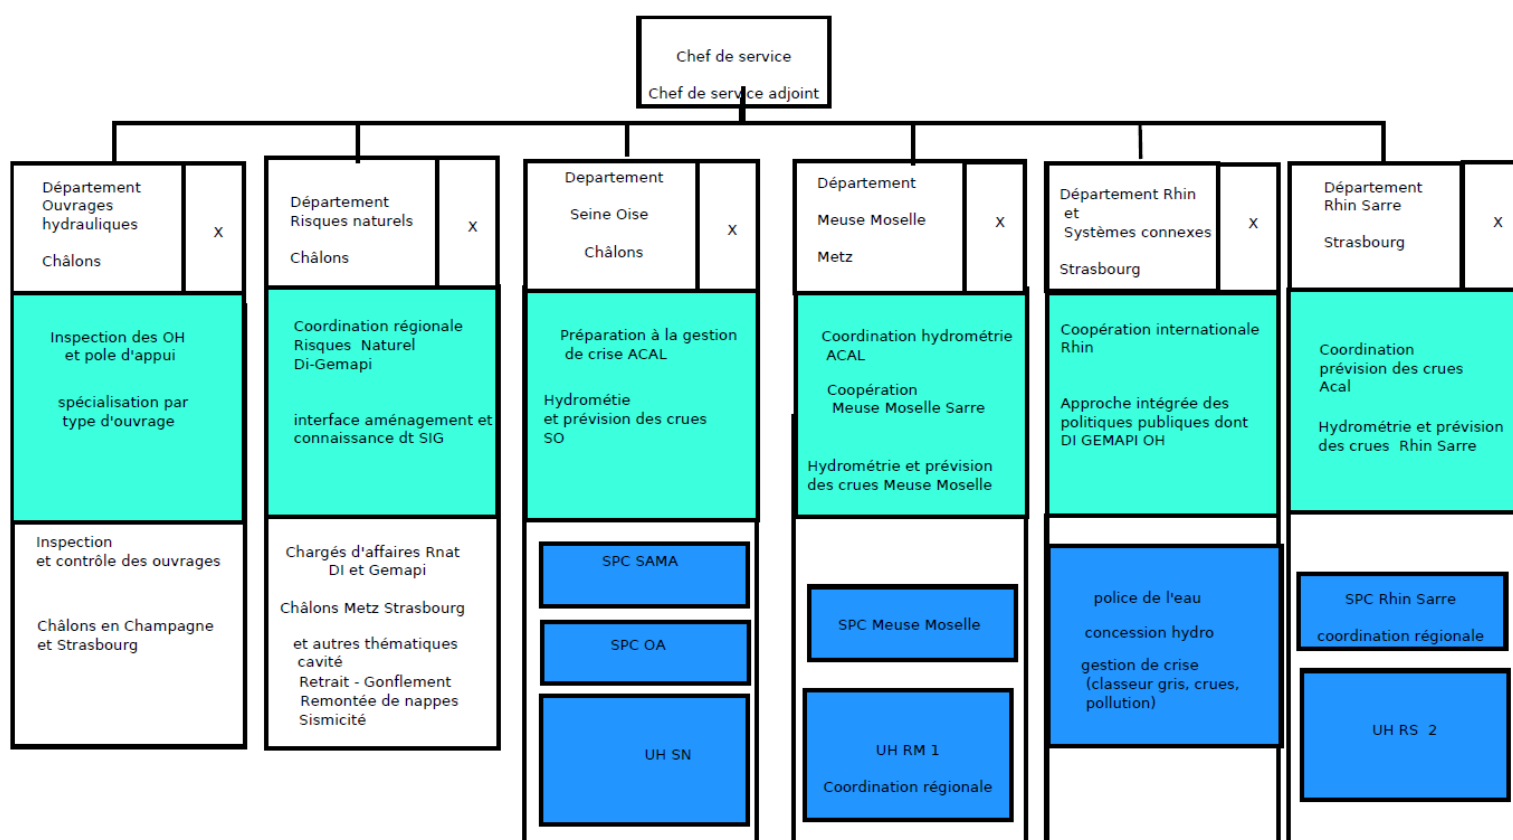 Chef de service
Chef de service adjoint
Département
Ouvrages
hydrauliques
Châlons
X
Inspection des OH
et pole d'appui
spécialisation par
type d'ouvrage
Inspection
et contrôle des ouvrages
Châlons en Champagne
et Strasbourg
Département
Risques naturels
Châlons
X
Coordination régionale
Risques  Naturel
Di-Gemapi
interface aménagement et
connaissance dt SIG
Chargés d'affaires Rnat
DI et Gemapi
Châlons Metz Strasbourg
et autres thématiques
cavité
Retrait - Gonflement
Remontée de nappes
Sismicité
Departement
Seine Oise
Châlons
X
Préparation à la gestion
de crise ACAL
Hydrométie
et prévision des crues
SO
SPC SAMA
SPC OA
UH SN
Département
Meuse Moselle
Metz
X
Coordination hydrométrie
ACAL
Coopération
Meuse Moselle Sarre
Hydrométrie et prévision
des crues Meuse Moselle
SPC Meuse Moselle
UH RM 1
Coordination régionale
Département Rhin
et
Systèmes connexes
Strasbourg
X
Coopération internationale
Rhin
Approche intégrée des
politiques publiques dont
DI GEMAPI OH
police de l'eau
concession hydro
gestion de crise
(classeur gris, crues,
pollution)
Département
Rhin Sarre
Strasbourg
X
Coordination
prévision des crues
Acal
Hydrométrie et prévision
des crues  Rhin Sarre
SPC Rhin Sarre
coordination régionale
UH RS  2